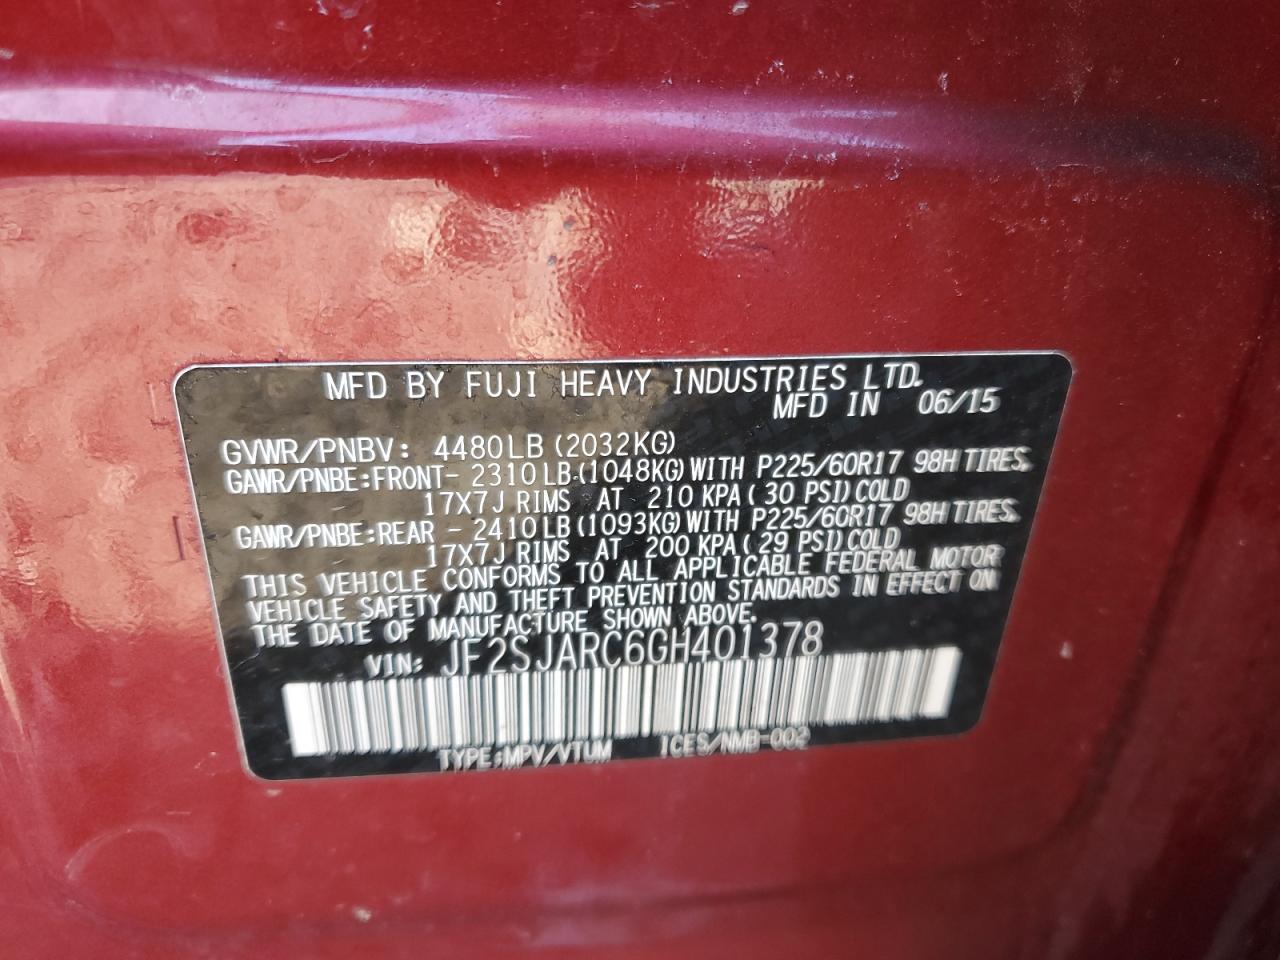 MFD BY FUJI HEAVY INDUSTRIES LTD.
MFD IN 06/15
GVWR/PNBV: 4480LB (2032KG)
GAWR/PNBE:FRONT- 2310 LB.(1048KG) WITH P225/60R17 98H TIRES.
17X7J RIMS AT 210 KPA ( 30 PSI) COLD
GAWR/PNBE:REAR - 2410 LB (1093KG) WITH P225/60R17 98H TIRES.
17X7J RIMS AT 200 KPA ( 29 PSI) COLD
THIS VEHICLE CONFORMS TO ALL APPLICABLE FEDERAL MOTOR
VEHICLE SAFETY AND THEFT PREVENTION STANDARDS IN EFFECT ON
THE DATE OF MANUFACTURE SHOWN ABOVE.
VIN: JF2SJARC6GH401378
TYPE:MPV/VTUM ICES/NMB-002